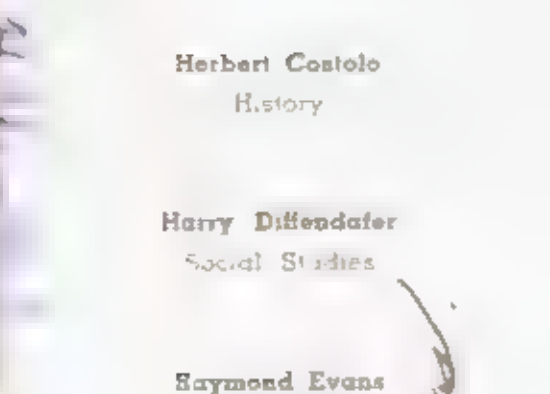 Herbert Costolo
History
Harry Diffendafer
Social Studies
Raymond Evans